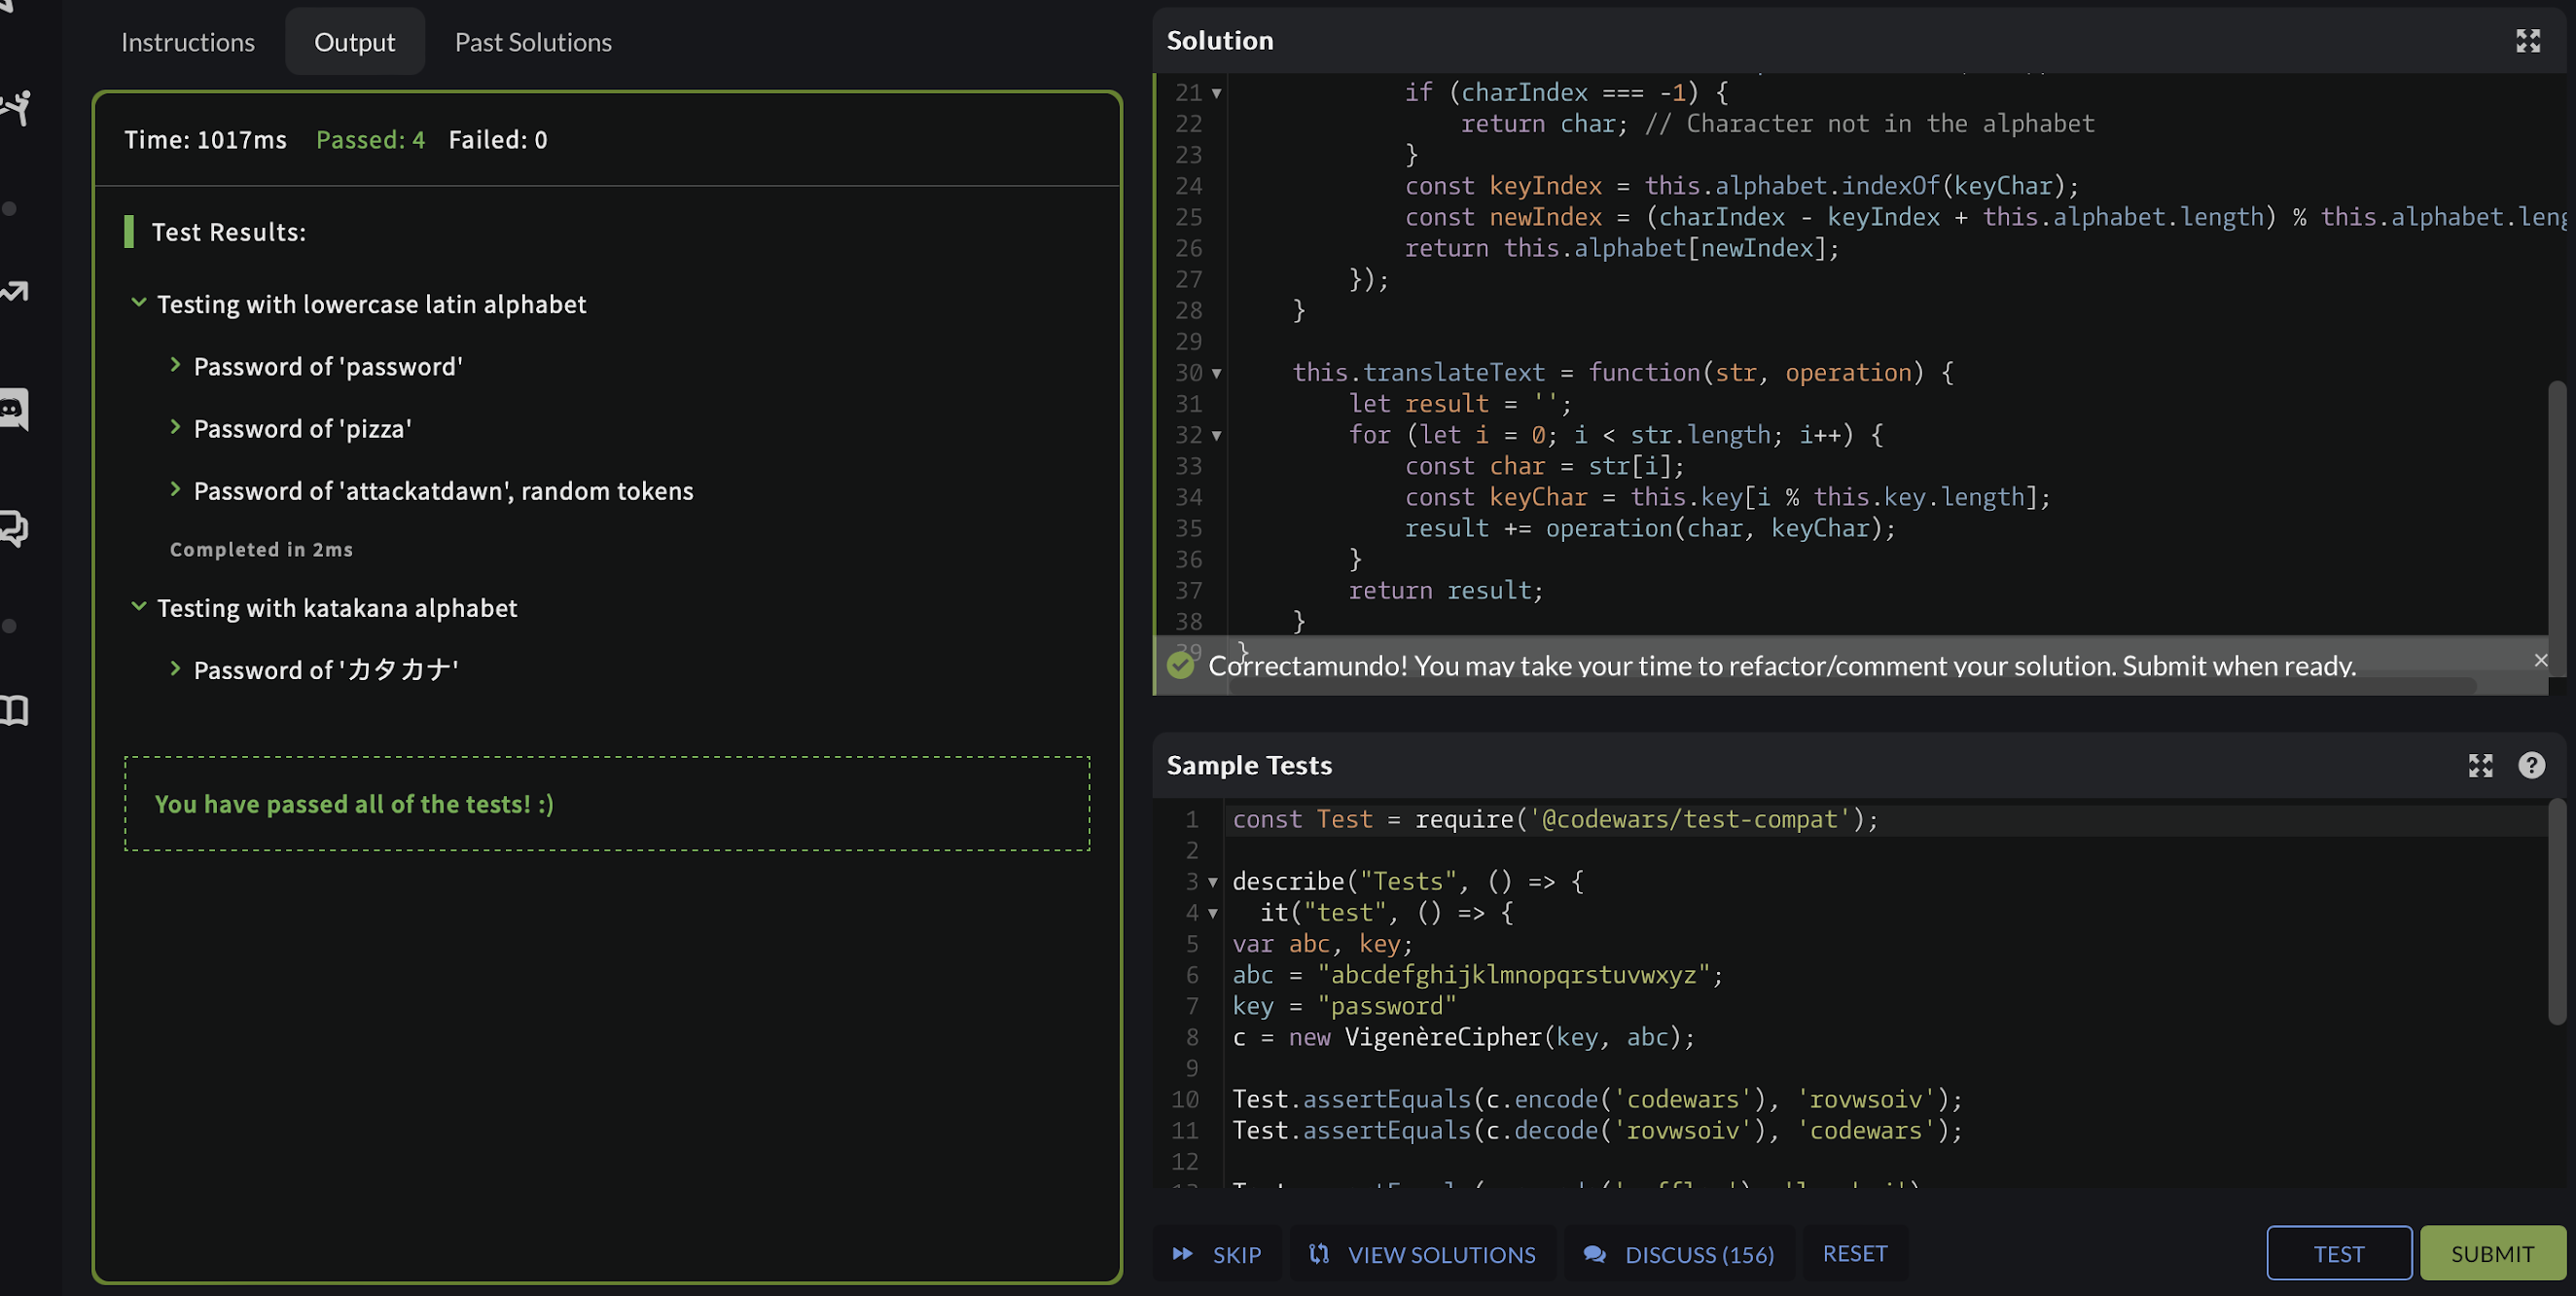 Instructions
Output
Past Solutions
Time: 1017ms Passed: 4 Failed: 0
Test Results:
Testing with lowercase latin alphabet
Password of 'password'
Password of 'pizza'
Password of 'attackatdawn', random tokens
Completed in 2ms
Testing with katakana alphabet
Password of 'カタカナ'
You have passed all of the tests! :)
Solution
21 if (charIndex === -1) {
22 return char; // Character not in the alphabet
23 }
24 const keyIndex = this.alphabet.indexOf(keyChar);
25 const newIndex = (charIndex - keyIndex + this.alphabet.length) % this.alphabet.leng
26 return this.alphabet[newIndex];
27 });
28 }
29
30 this.translateText = function(str, operation) {
31 let result = '';
32 for (let i = 0; i < str.length; i++) {
33 const char = str[i];
34 const keyChar = this.key[i % this.key.length];
35 result += operation(char, keyChar);
36 }
37 return result;
38 }
39 }
Correctamundo! You may take your time to refactor/comment your solution. Submit when ready.
Sample Tests
1 const Test = require('@codewars/test-compat');
2
3 describe("Tests", () => {
4 it("test", () => {
5 var abc, key;
6 abc = "abcdefghijklmnopqrstuvwxyz";
7 key = "password"
8 c = new VigenèreCipher(key, abc);
9
10 Test.assertEquals(c.encode('codewars'), 'rovwsoiv');
11 Test.assertEquals(c.decode('rovwsoiv'), 'codewars');
12
SKIP
VIEW SOLUTIONS
DISCUSS (156)
RESET
TEST
SUBMIT